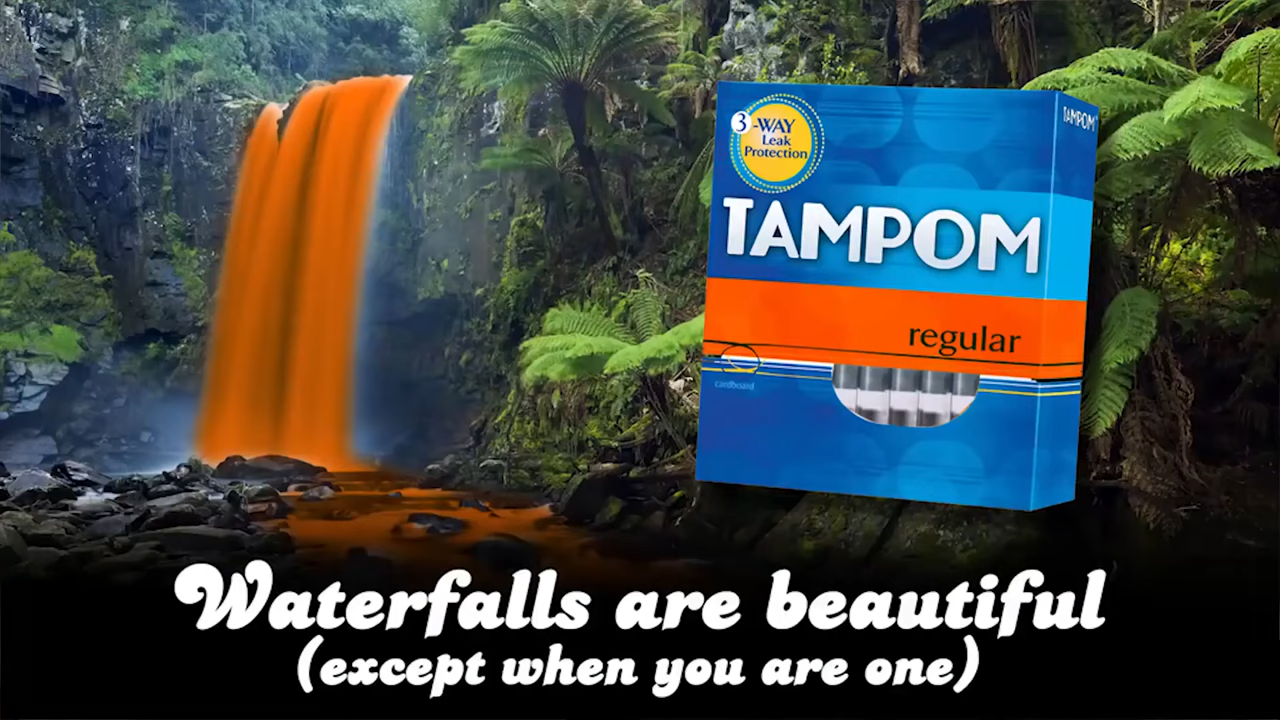 3-WAY
Leak
Protection
TAMPOM
TAMPOM
regular
cardboard
Waterfalls are beautiful
(except when you are one)